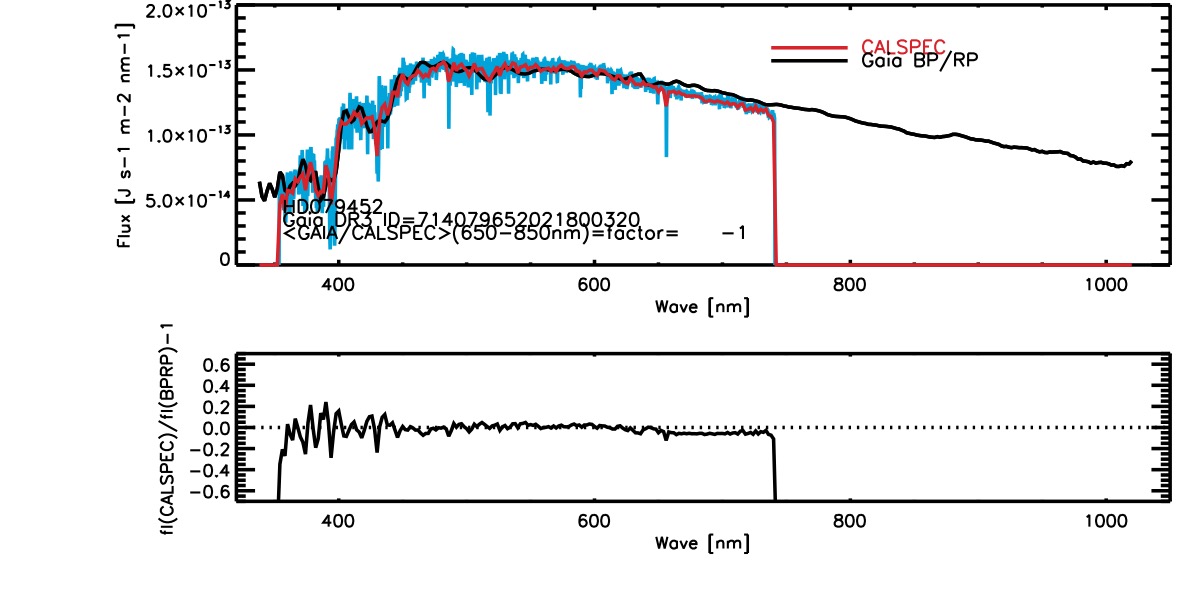 2.0×10−13
1.5×10−13
1.0×10−13
5.0×10−14
0
Flux [J s−1 m−2 nm−1]
CALSPEC
Gaia BP/RP
HD079452
Gaia DR3 ID=714079652021800320
<GAIA/CALSPEC>(650−850nm)=factor= −1
400 600 800 1000
Wave [nm]
fl(CALSPEC)/fl(BPRP)−1
0.6
0.4
0.2
0.0
−0.2
−0.4
−0.6
400 600 800 1000
Wave [nm]